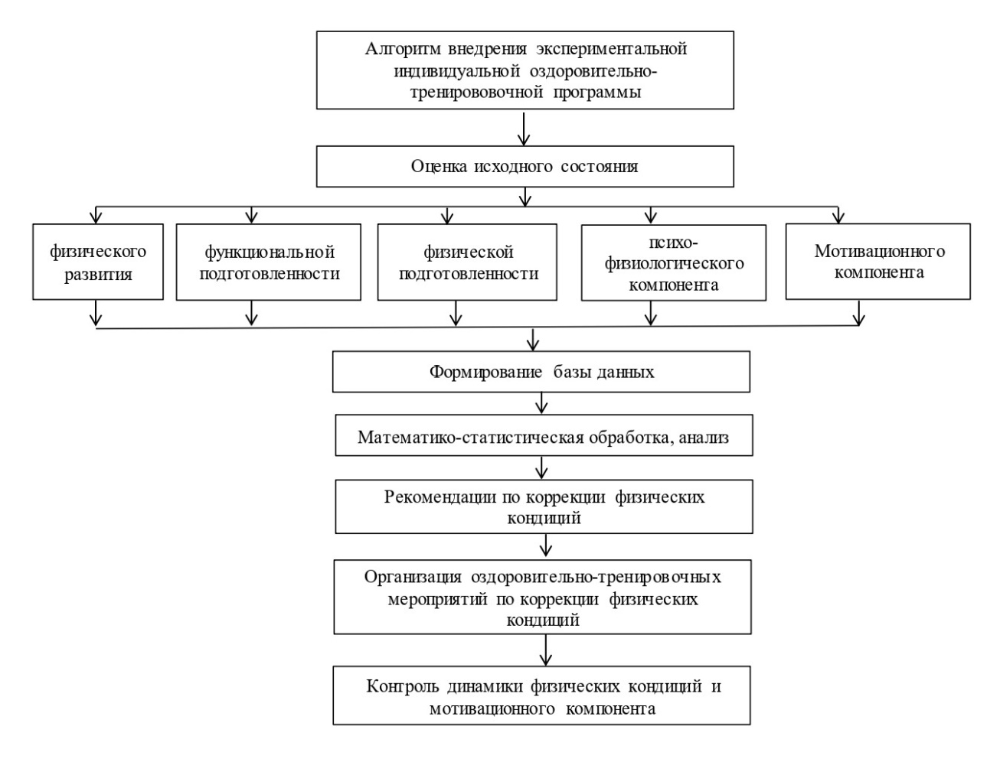 Алгоритм внедрения экспериментальной
индивидуальной оздоровительно-
тренирововочной программы
Оценка исходного состояния
физического
развития
функциональной
подготовленности
физической
подготовленности
психо-
физиологического
компонента
Мотивационного
компонента
Формирование базы данных
Математико-статистическая обработка, анализ
Рекомендации по коррекции физических
кондиций
Организация оздоровительно-тренировочных
мероприятий по коррекции физических
кондиций
Контроль динамики физических кондиций и
мотивационного компонента